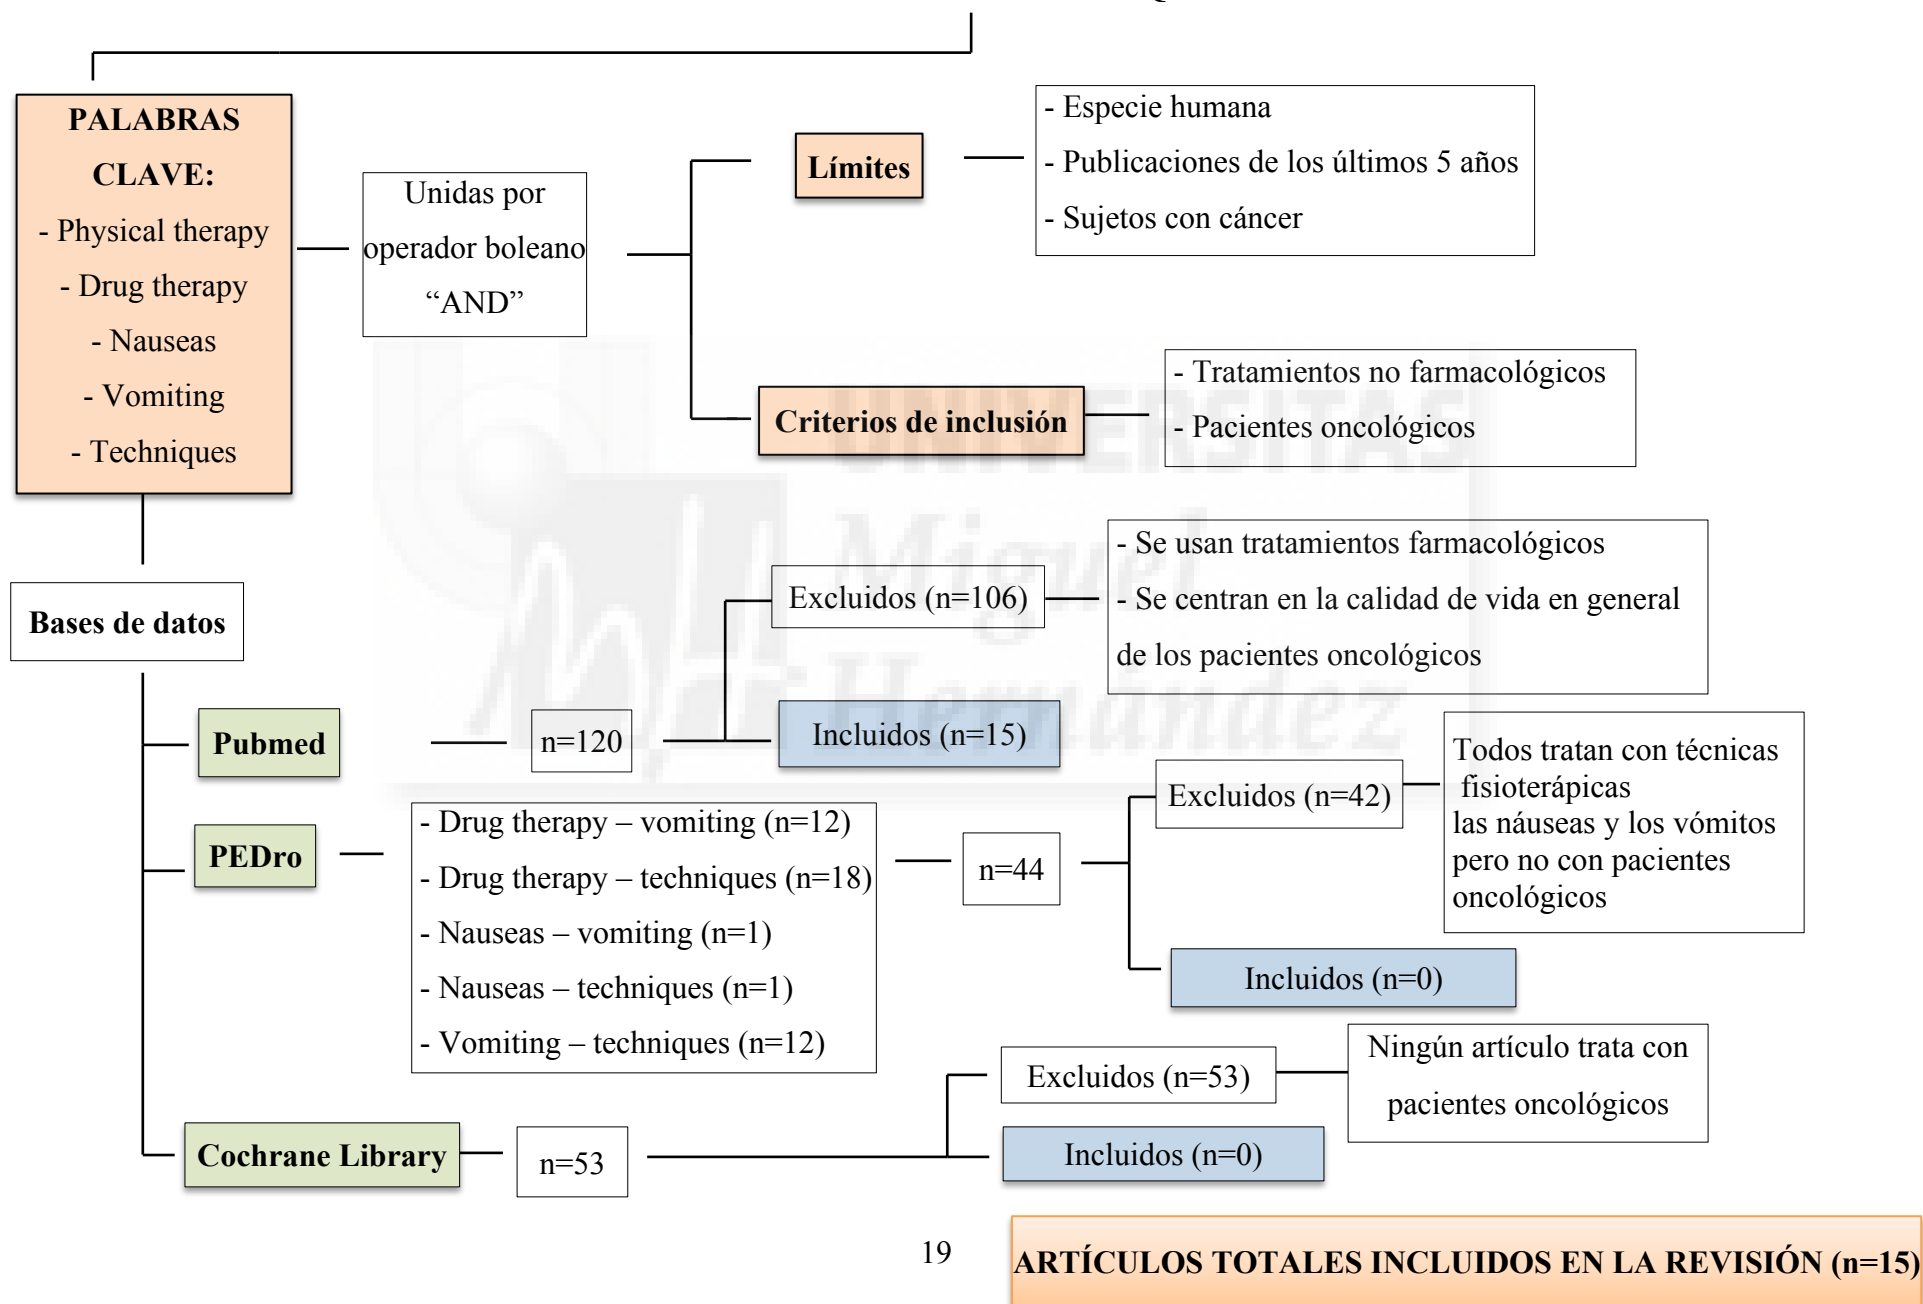 PALABRAS
CLAVE:
- Physical therapy
- Drug therapy
- Nauseas
- Vomiting
- Techniques
Unidas por
operador boleano
“AND”
Límites
- Especie humana
- Publicaciones de los últimos 5 años
- Sujetos con cáncer
Criterios de inclusión
- Tratamientos no farmacológicos
- Pacientes oncológicos
UNIVERSITAS
Miguel
Hernández
Bases de datos
Pubmed
n=120
Excluidos (n=106)
- Se usan tratamientos farmacológicos
- Se centran en la calidad de vida en general
de los pacientes oncológicos
Incluidos (n=15)
PEDro
- Drug therapy – vomiting (n=12)
- Drug therapy – techniques (n=18)
- Nauseas – vomiting (n=1)
- Nauseas – techniques (n=1)
- Vomiting – techniques (n=12)
n=44
Excluidos (n=42)
Todos tratan con técnicas
fisioterápicas
las náuseas y los vómitos
pero no con pacientes
oncológicos
Incluidos (n=0)
Cochrane Library
n=53
Excluidos (n=53)
Ningún artículo trata con
pacientes oncológicos
Incluidos (n=0)
19
ARTÍCULOS TOTALES INCLUIDOS EN LA REVISIÓN (n=15)